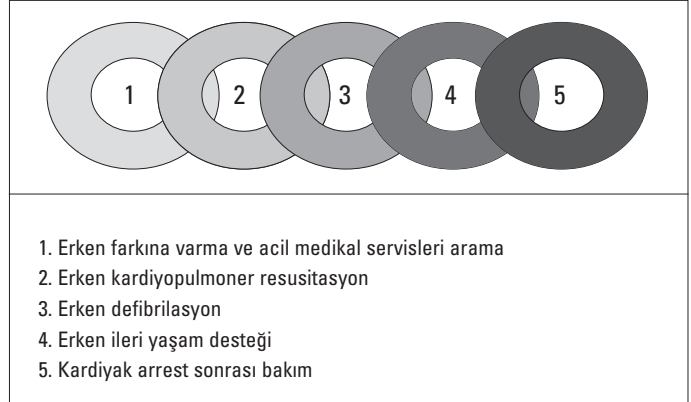 1 2 3 4 5
1. Erken farkına varma ve acil medikal servisleri arama
2. Erken kardiyopulmoner resusitasyon
3. Erken defibrilasyon
4. Erken ileri yaşam desteği
5. Kardiyak arrest sonrası bakım